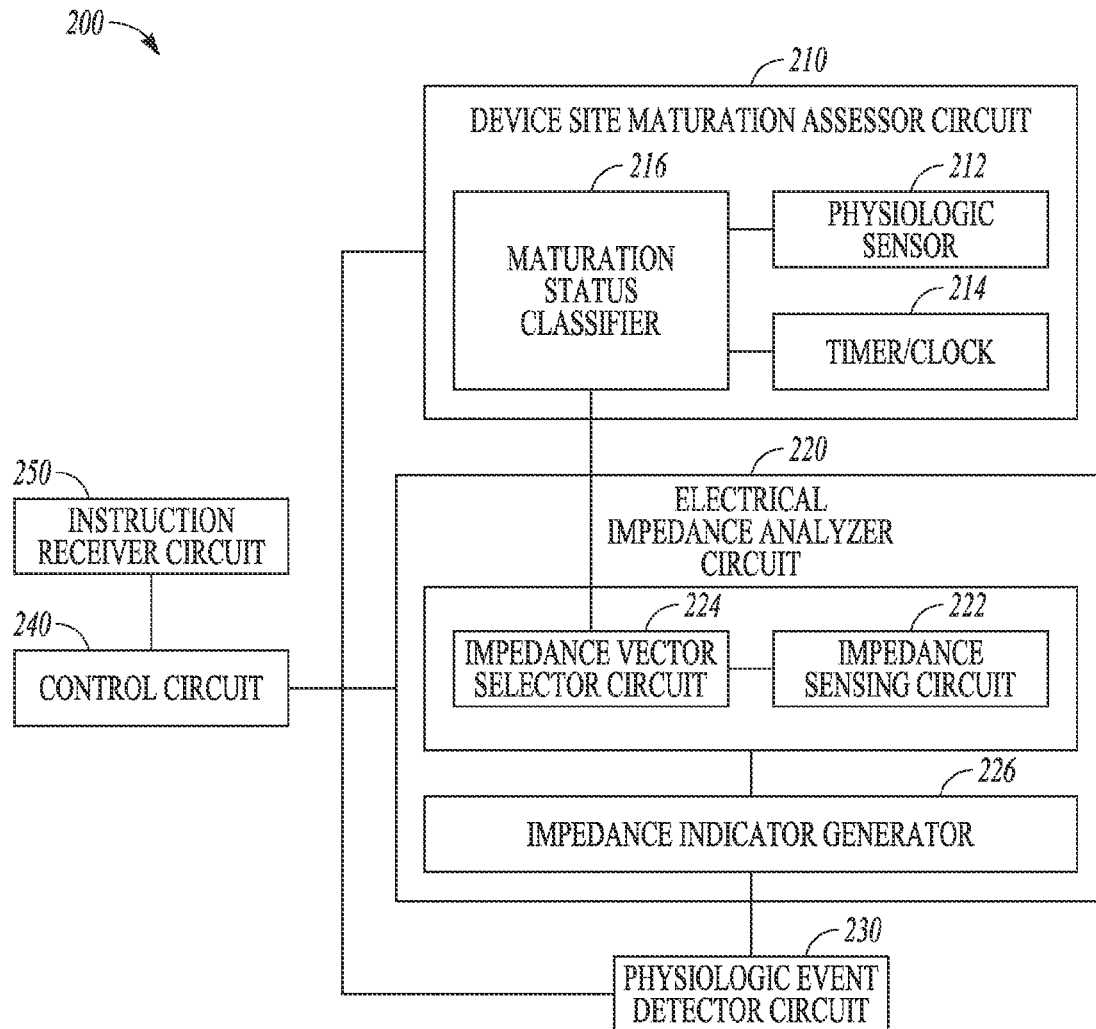 200
210
DEVICE SITE MATURATION ASSESSOR CIRCUIT
216
MATURATION
STATUS
CLASSIFIER
212
PHYSIOLOGIC
SENSOR
214
TIMER/CLOCK
220
ELECTRICAL
IMPEDANCE ANALYZER
CIRCUIT
250
INSTRUCTION
RECEIVER CIRCUIT
240
CONTROL CIRCUIT
224
IMPEDANCE VECTOR
SELECTOR CIRCUIT
222
IMPEDANCE
SENSING CIRCUIT
226
IMPEDANCE INDICATOR GENERATOR
230
PHYSIOLOGIC EVENT
DETECTOR CIRCUIT